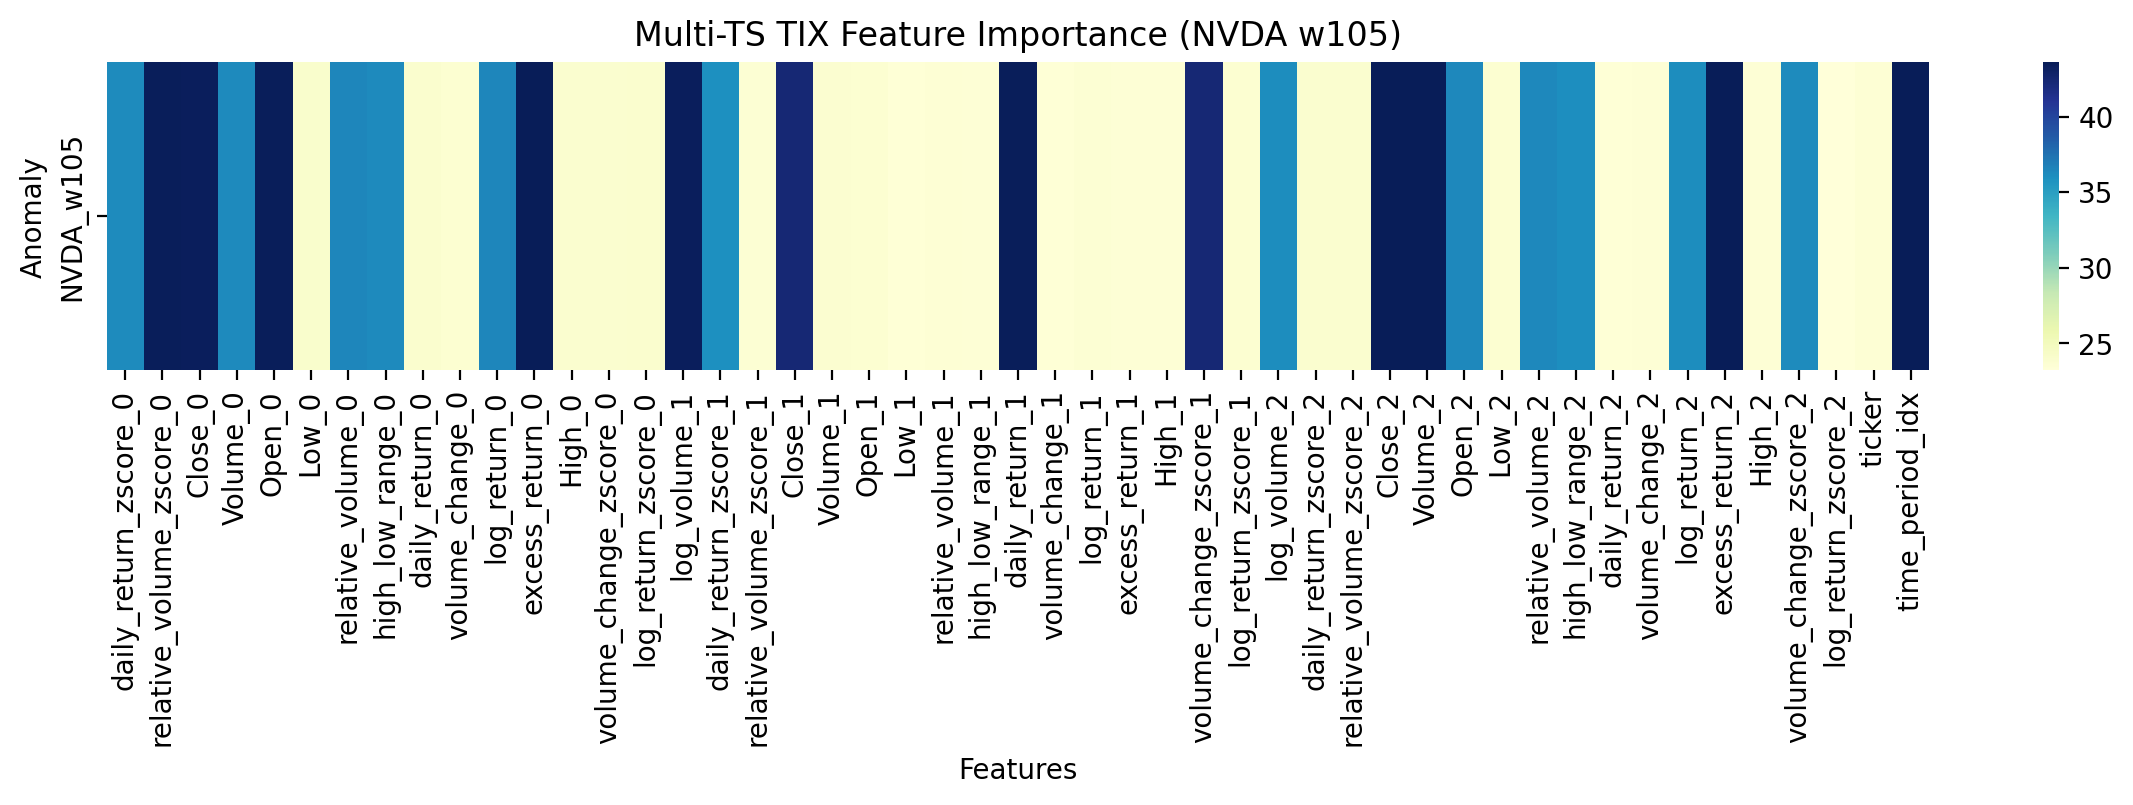 Multi-TS TIX Feature Importance (NVDA w105)
Anomaly
NVDA_w105
40
35
30
25
daily_return_zscore_0
relative_volume_zscore_0
Close_0
Volume_0
Open_0
Low_0
relative_volume_0
high_low_range_0
daily_return_0
volume_change_0
log_return_0
excess_return_0
High_0
volume_change_zscore_0
log_return_zscore_0
log_volume_1
daily_return_zscore_1
relative_volume_zscore_1
Close_1
Volume_1
Open_1
Low_1
relative_volume_1
high_low_range_1
daily_return_1
volume_change_1
log_return_1
excess_return_1
High_1
volume_change_zscore_1
log_return_zscore_1
log_volume_2
daily_return_zscore_2
relative_volume_zscore_2
Close_2
Volume_2
Open_2
Low_2
relative_volume_2
high_low_range_2
daily_return_2
volume_change_2
log_return_2
excess_return_2
High_2
volume_change_zscore_2
log_return_zscore_2
ticker
time_period_idx
Features